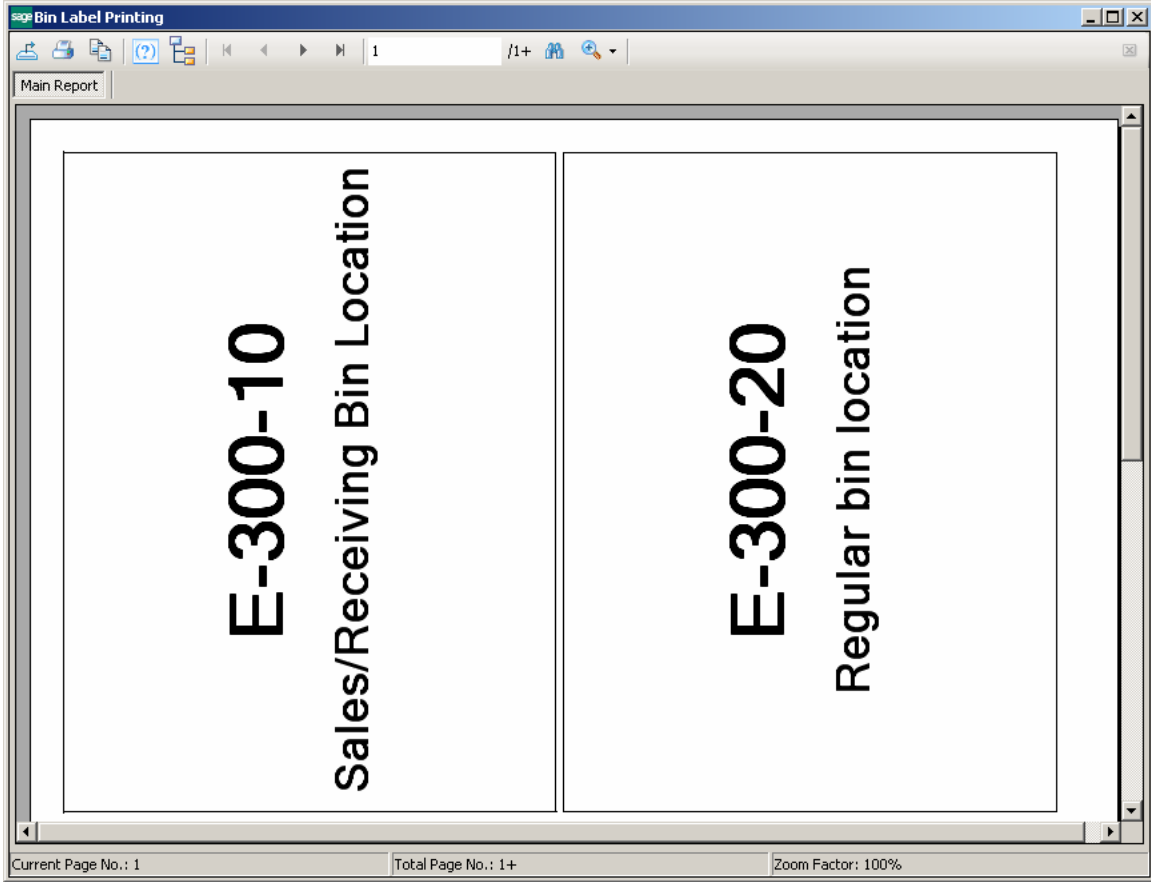 sage Bin Label Printing
1 /1+
Main Report
E-300-10
Sales/Receiving Bin Location
E-300-20
Regular bin location
Current Page No.: 1
Total Page No.: 1+
Zoom Factor: 100%